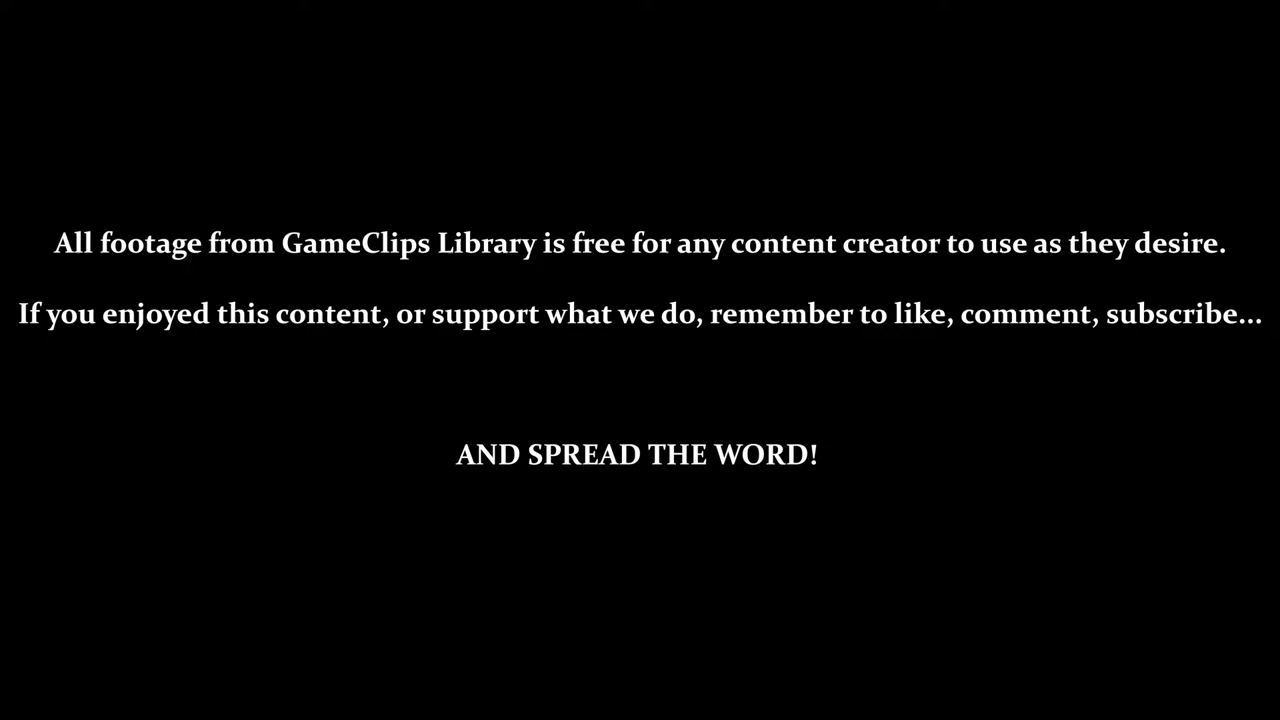 All footage from GameClips Library is free for any content creator to use as they desire.
If you enjoyed this content, or support what we do, remember to like, comment, subscribe...
AND SPREAD THE WORD!